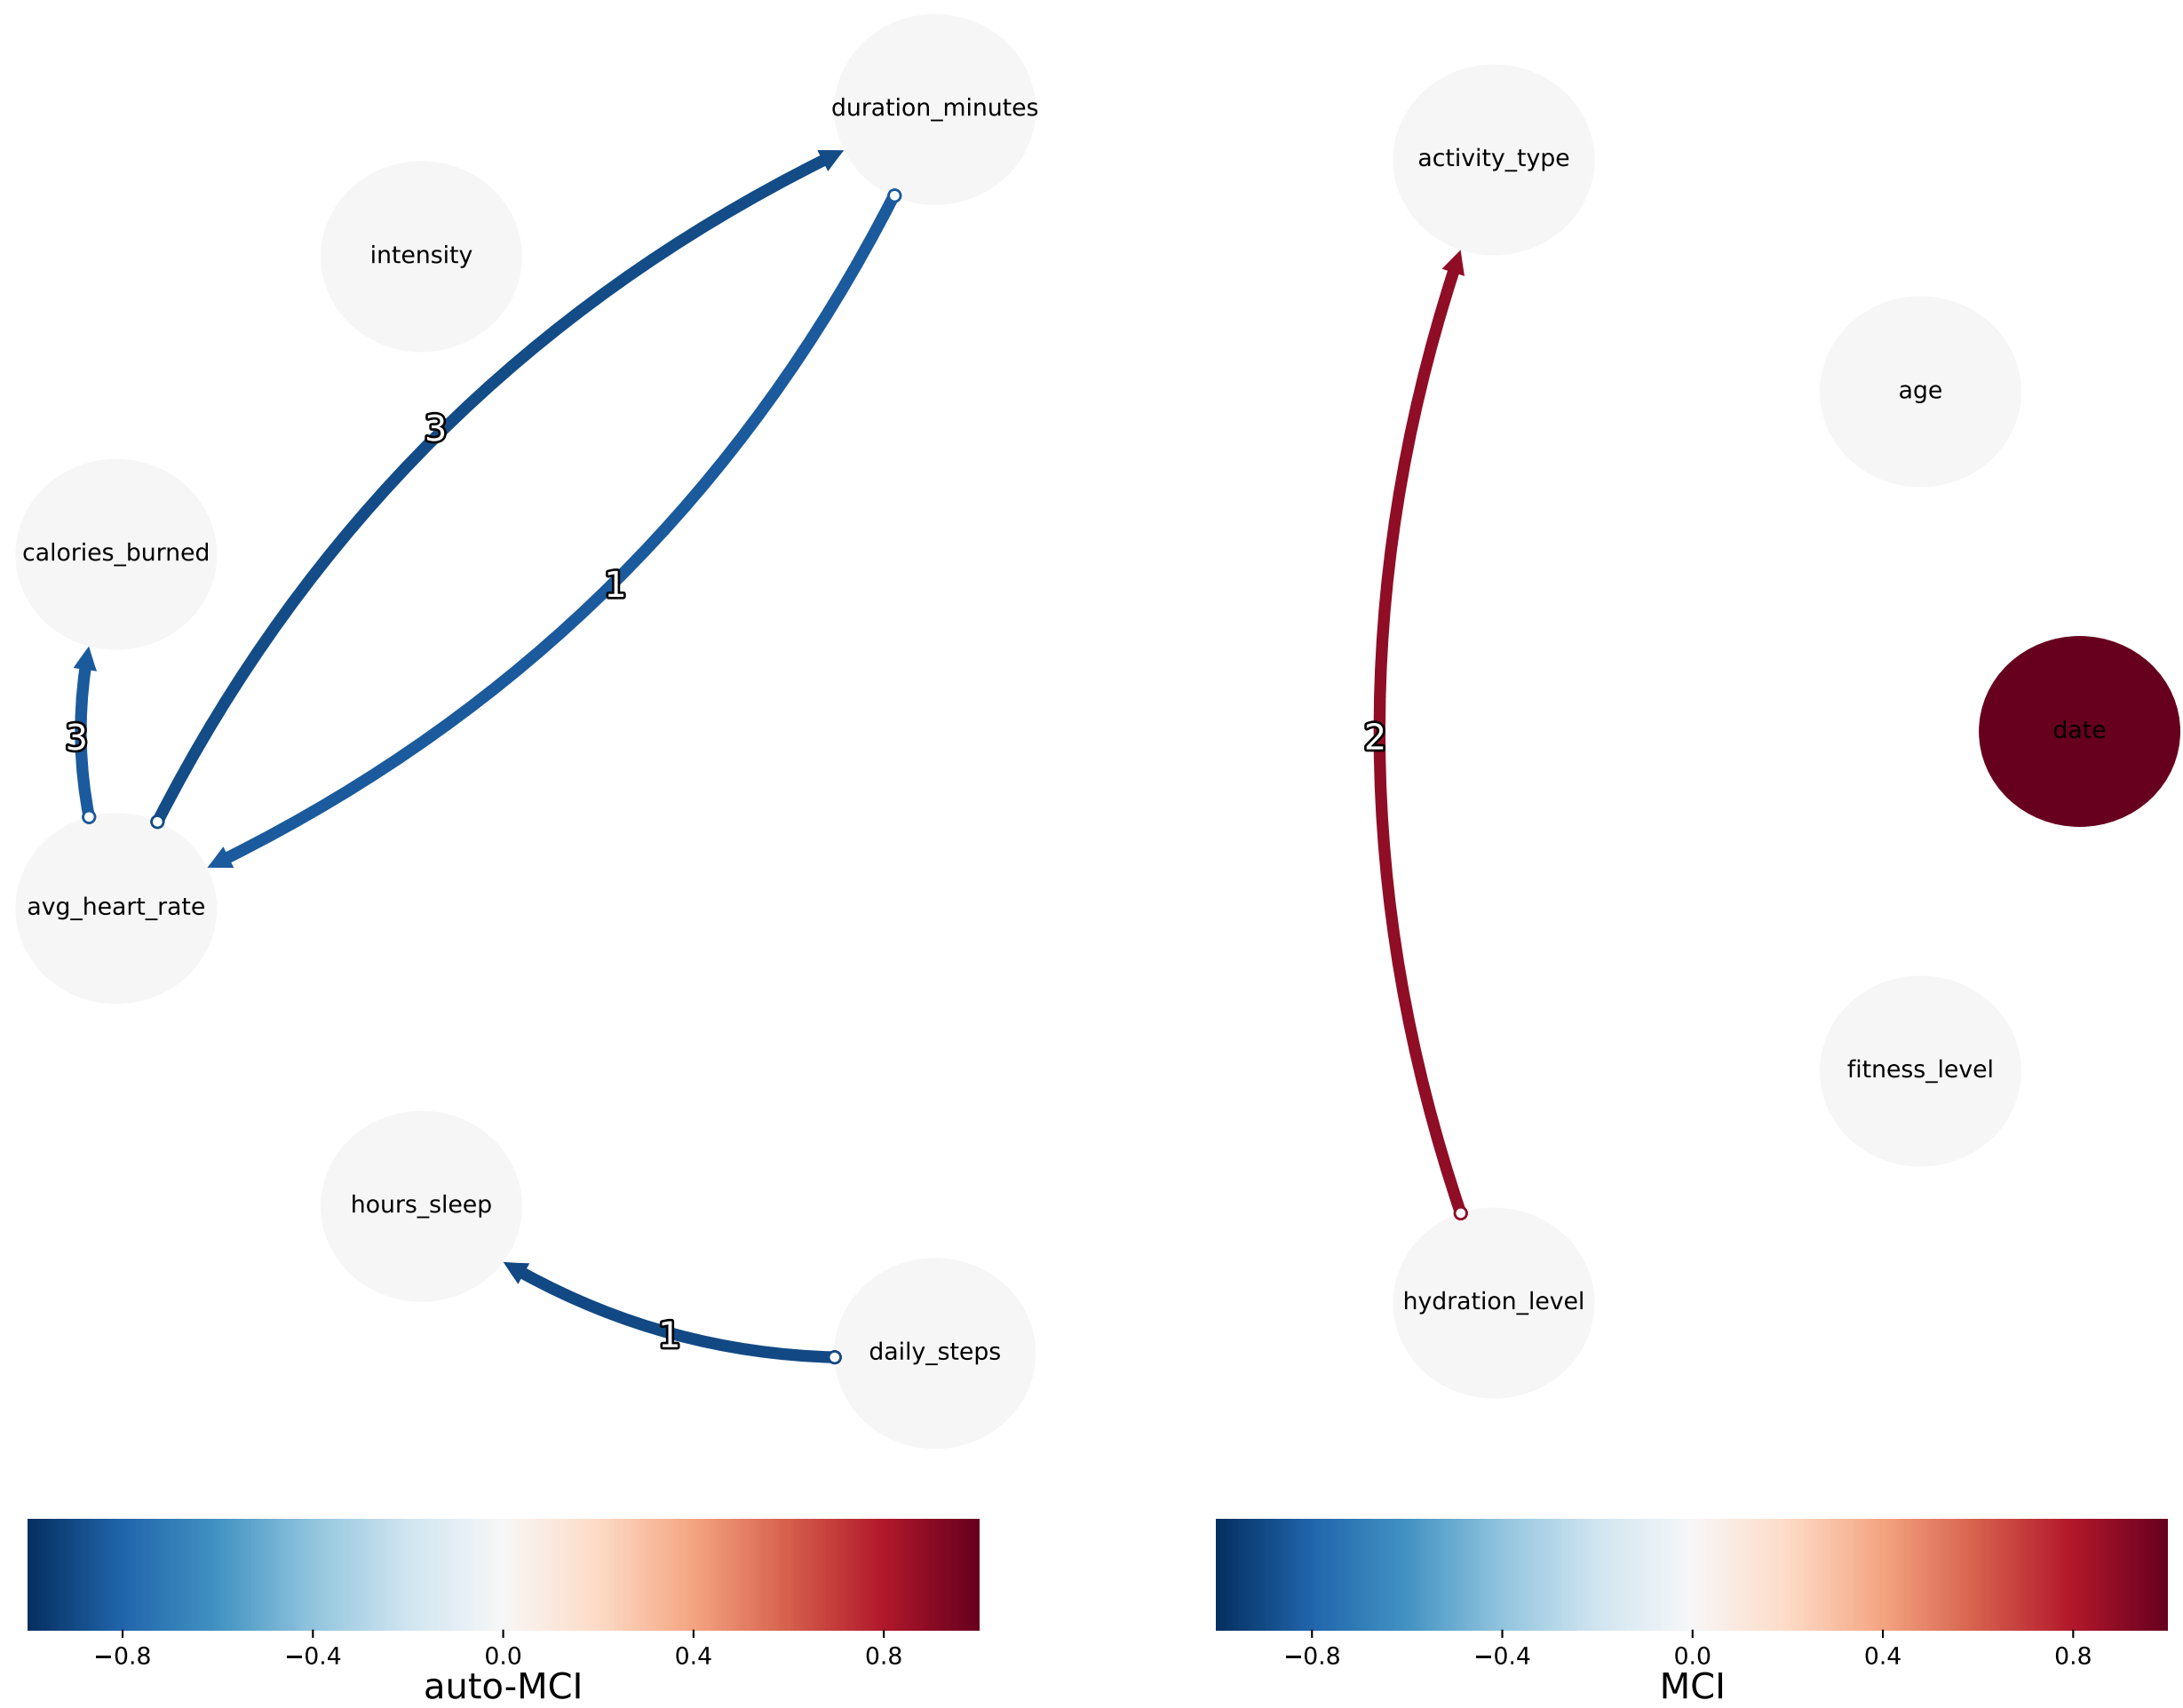 duration_minutes
activity_type
intensity
age
3
calories_burned
1
date
3
2
avg_heart_rate
fitness_level
hours_sleep
hydration_level
1
daily_steps
−0.8 −0.4 0.0 0.4 0.8
auto-MCI
−0.8 −0.4 0.0 0.4 0.8
MCI